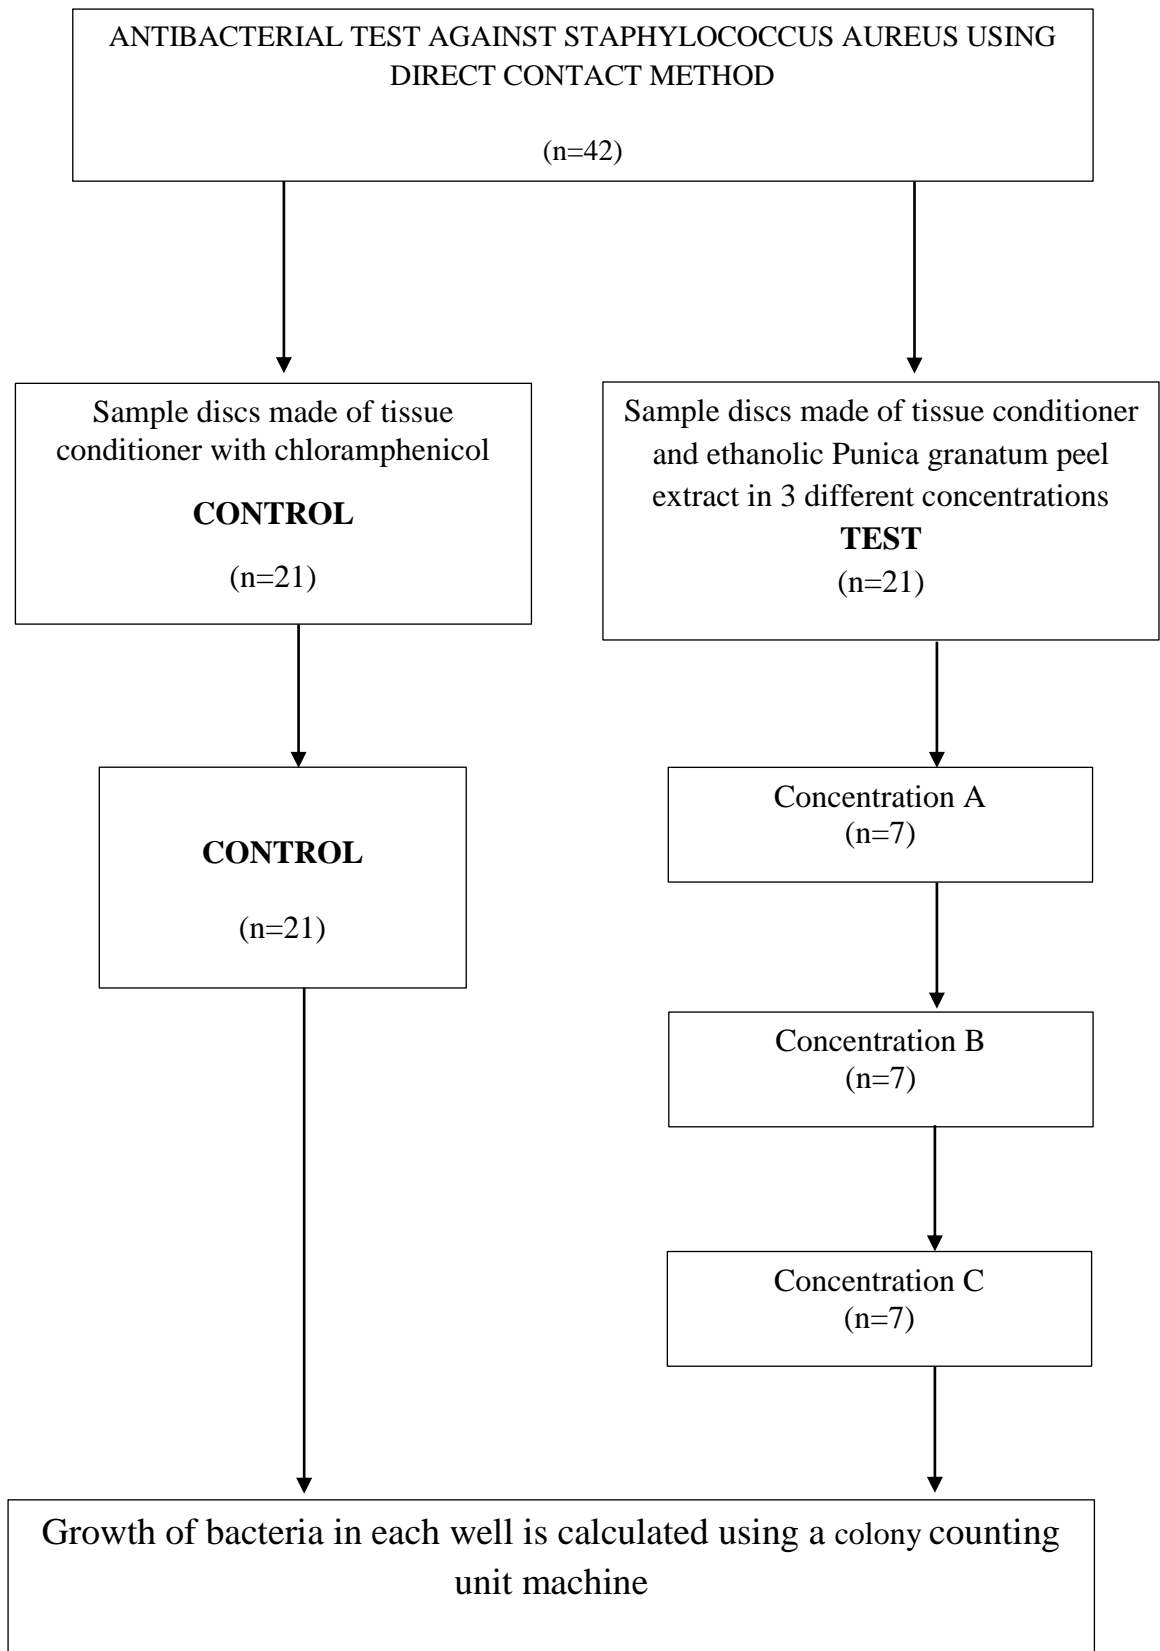 ANTIBACTERIAL TEST AGAINST STAPHYLOCOCCUS AUREUS USING
DIRECT CONTACT METHOD
(n=42)
Sample discs made of tissue
conditioner with chloramphenicol
CONTROL
(n=21)
Sample discs made of tissue conditioner
and ethanolic Punica granatum peel
extract in 3 different concentrations
TEST
(n=21)
CONTROL
(n=21)
Concentration A
(n=7)
Concentration B
(n=7)
Concentration C
(n=7)
Growth of bacteria in each well is calculated using a colony counting
unit machine